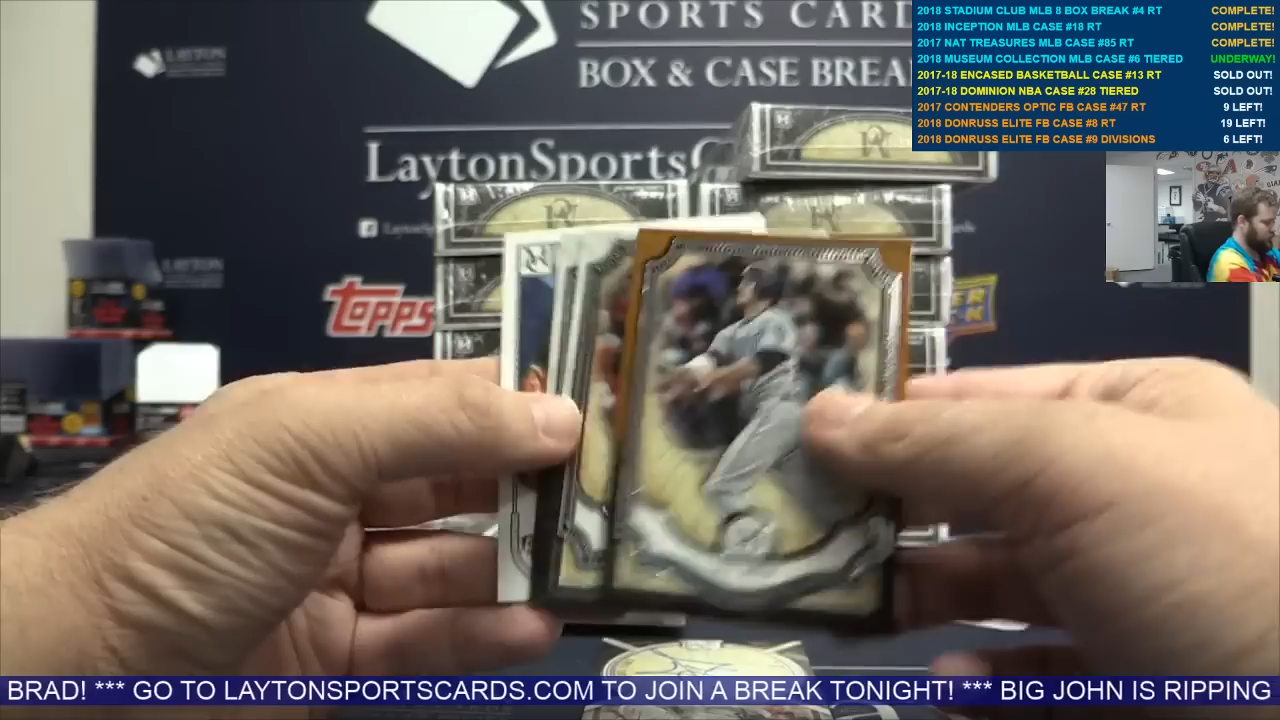 SPORTS CARD
BOX & CASE BREA
LaytonSportsC
LAYTON
TOPPS
2018 STADIUM CLUB MLB 8 BOX BREAK #4 RT COMPLETE!
2018 INCEPTION MLB CASE #18 RT COMPLETE!
2017 NAT TREASURES MLB CASE #85 RT COMPLETE!
2018 MUSEUM COLLECTION MLB CASE #6 TIERED UNDERWAY!
2017-18 ENCASED BASKETBALL CASE #13 RT SOLD OUT!
2017-18 DOMINION NBA CASE #28 TIERED SOLD OUT!
2017 CONTENDERS OPTIC FB CASE #47 RT 9 LEFT!
2018 DONRUSS ELITE FB CASE #8 RT 19 LEFT!
2018 DONRUSS ELITE FB CASE #9 DIVISIONS 6 LEFT!
BRAD! *** GO TO LAYTONSPORTSCARDS.COM TO JOIN A BREAK TONIGHT! *** BIG JOHN IS RIPPING